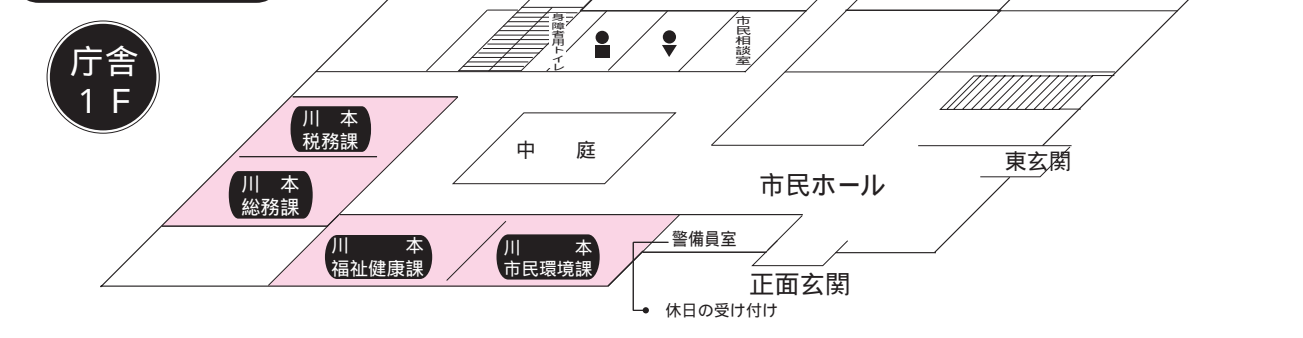 庁舎
１Ｆ
身障者用トイレ
市民相談室
川　本
税務課
川　本
総務課
中　庭
市民ホール
東玄関
川　本
福祉健康課
川　本
市民環境課
警備員室
正面玄関
休日の受け付け